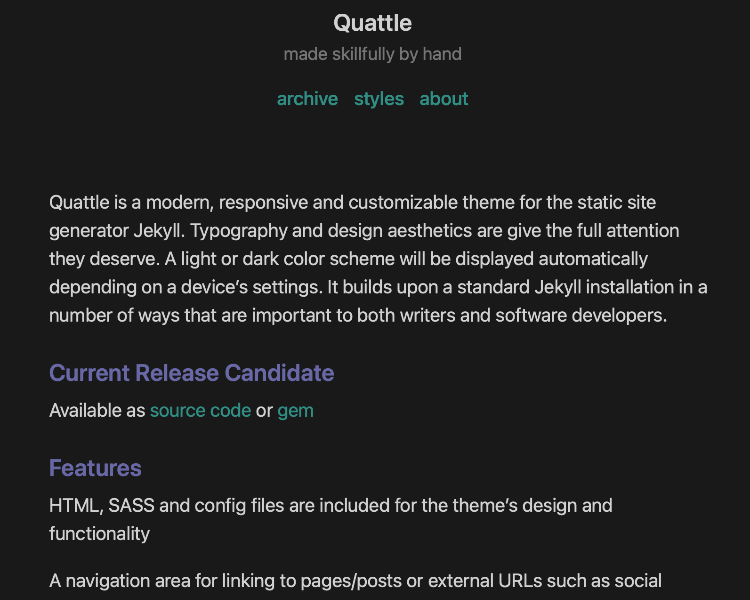 Quattle
made skillfully by hand
archive styles about
Quattle is a modern, responsive and customizable theme for the static site
generator Jekyll. Typography and design aesthetics are give the full attention
they deserve. A light or dark color scheme will be displayed automatically
depending on a device’s settings. It builds upon a standard Jekyll installation in a
number of ways that are important to both writers and software developers.
Current Release Candidate
Available as source code or gem
Features
HTML, SASS and config files are included for the theme’s design and
functionality
A navigation area for linking to pages/posts or external URLs such as social